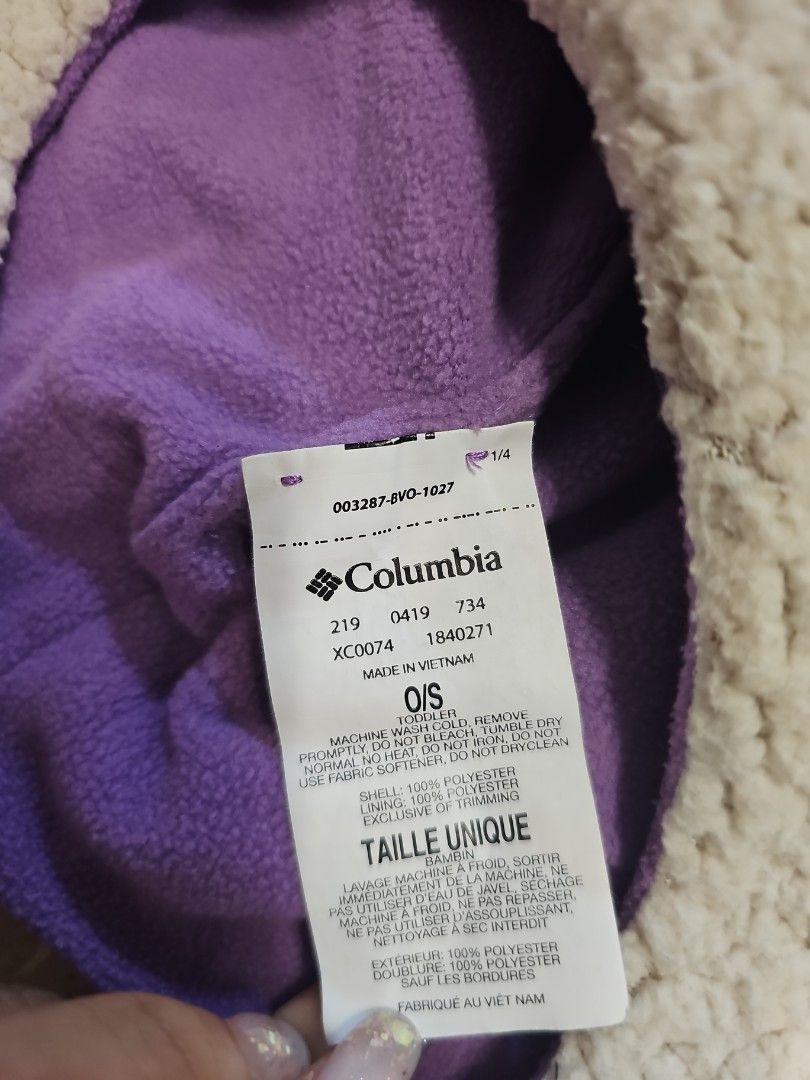 1/4
003287-BVO-1027
Columbia
219 0419 734
XC0074 1840271
MADE IN VIETNAM
O/S
TODDLER
MACHINE WASH COLD, REMOVE
PROMPTLY, DO NOT BLEACH, TUMBLE DRY
NORMAL NO HEAT, DO NOT IRON, DO NOT
USE FABRIC SOFTENER, DO NOT DRYCLEAN
SHELL: 100% POLYESTER
LINING: 100% POLYESTER
EXCLUSIVE OF TRIMMING
TAILLE UNIQUE
BAMBIN
LAVAGE MACHINE À FROID, SORTIR
IMMÉDIATEMENT DE LA MACHINE, NE
PAS UTILISER D'EAU DE JAVEL, SÉCHAGE
MACHINE À FROID, NE PAS REPASSER,
NE PAS UTILISER D'ASSOUPLISSANT,
NETTOYAGE À SEC INTERDIT
EXTÉRIEUR: 100% POLYESTER
DOUBLURE: 100% POLYESTER
SAUF LES BORDURES
FABRIQUÉ AU VIÊT NAM